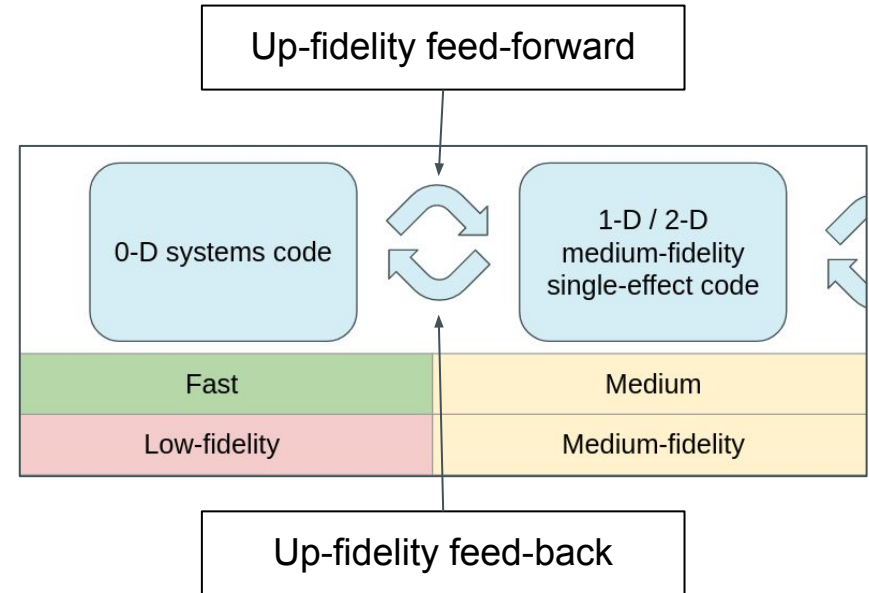 Up-fidelity feed-forward
0-D systems code
1-D / 2-D
medium-fidelity
single-effect code
Fast
Medium
Low-fidelity
Medium-fidelity
Up-fidelity feed-back